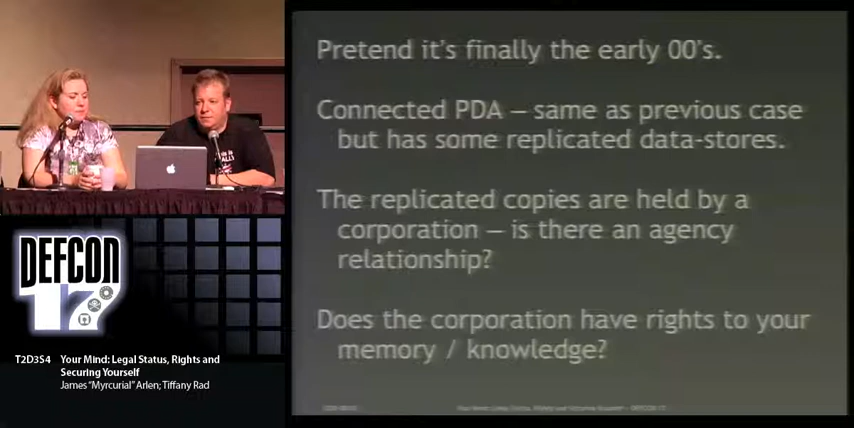 Pretend it's finally the early 00's.
Connected PDA – same as previous case
but has some replicated data-stores.
The replicated copies are held by a
corporation – is there an agency
relationship?
Does the corporation have rights to your
memory / knowledge?
DEFCON
17
T2D3S4 Your Mind: Legal Status, Rights and
Securing Yourself
James "Myrcurial" Arlen; Tiffany Rad